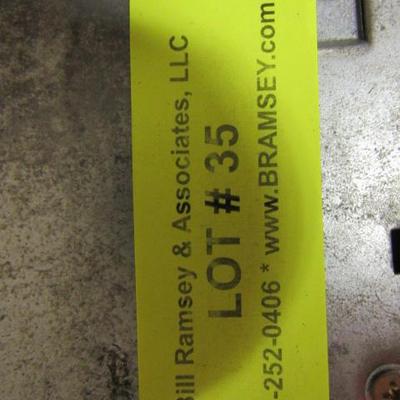 Bill Ramsey & Associates, LLC
LOT # 35
-252-0406 * www.BRAMSEY.com